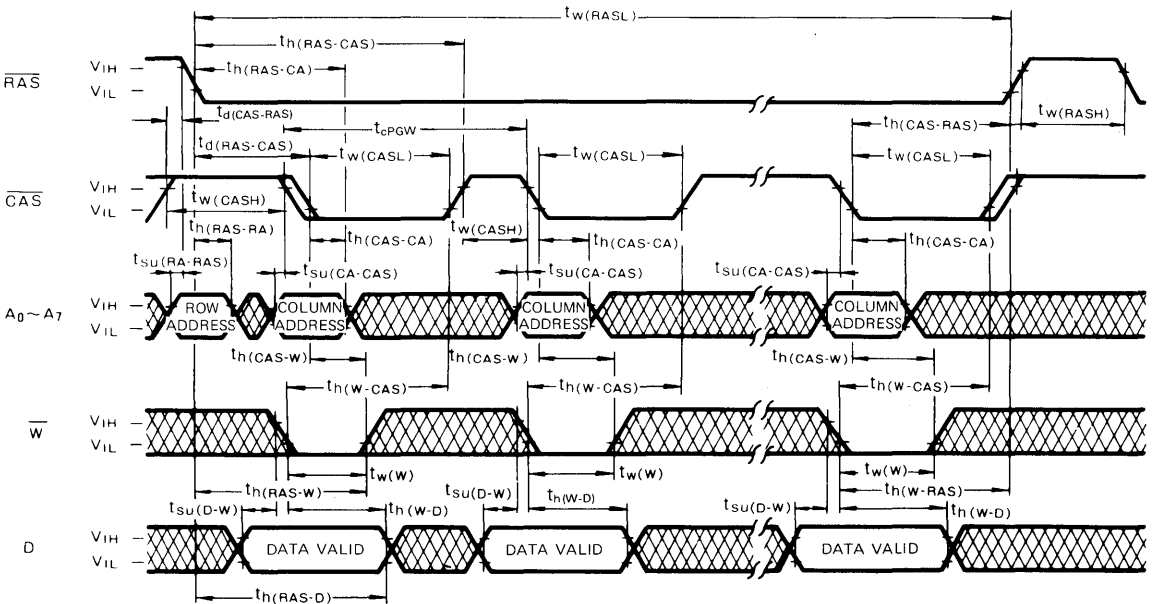 tw(RASL)
th(RAS-CAS)
th(RAS-CA)
RAS
VIH
VIL
td(CAS-RAS)
tcPGW
th(CAS-RAS)
tw(RASH)
td(RAS-CAS)
tw(CASL)
tw(CASL)
tw(CASL)
CAS
VIH
VIL
tw(CASH)
th(RAS-RA)
tw(CASH)
th(CAS-CA)
th(CAS-CA)
th(CAS-CA)
tsu(RA-RAS)
tsu(CA-CAS)
tsu(CA-CAS)
tsu(CA-CAS)
A0~A7
VIH
VIL
ROW ADDRESS
COLUMN ADDRESS
COLUMN ADDRESS
COLUMN ADDRESS
th(CAS-W)
th(CAS-W)
th(CAS-W)
th(W-CAS)
th(W-CAS)
th(W-CAS)
W
VIH
VIL
tw(W)
tw(W)
tw(W)
th(RAS-W)
th(W-RAS)
tsu(D-W)
th(W-D)
tsu(D-W)
th(W-D)
tsu(D-W)
th(W-D)
D
VIH
VIL
DATA VALID
DATA VALID
DATA VALID
th(RAS-D)